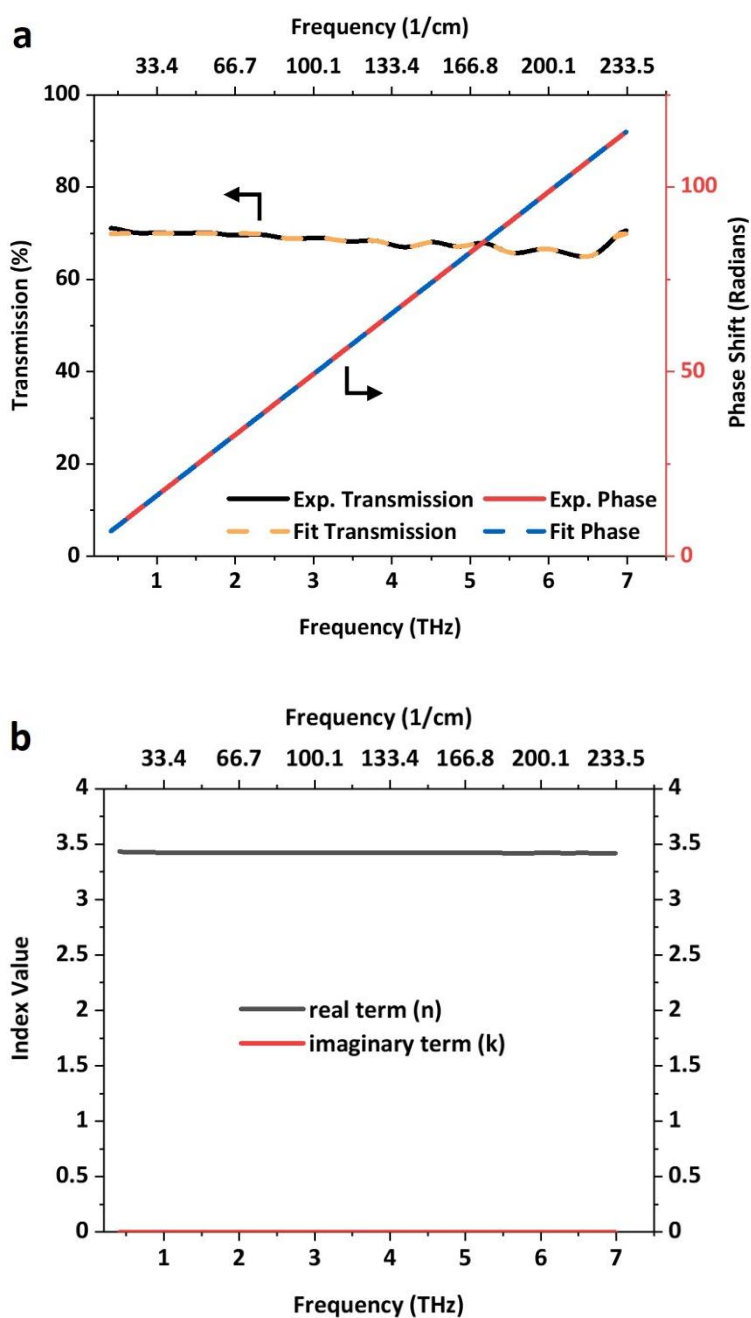 a
Frequency (1/cm)
33.4 66.7 100.1 133.4 166.8 200.1 233.5
100
80
60
40
20
0
Transmission (%)
100
50
0
Phase Shift (Radians)
Exp. Transmission Exp. Phase
Fit Transmission Fit Phase
1 2 3 4 5 6 7
Frequency (THz)
b
Frequency (1/cm)
33.4 66.7 100.1 133.4 166.8 200.1 233.5
4 4
3.5 3.5
3 3
2.5 2.5
2 2
1.5 1.5
1 1
0.5 0.5
0 0
Index Value
real term (n)
imaginary term (k)
1 2 3 4 5 6 7
Frequency (THz)